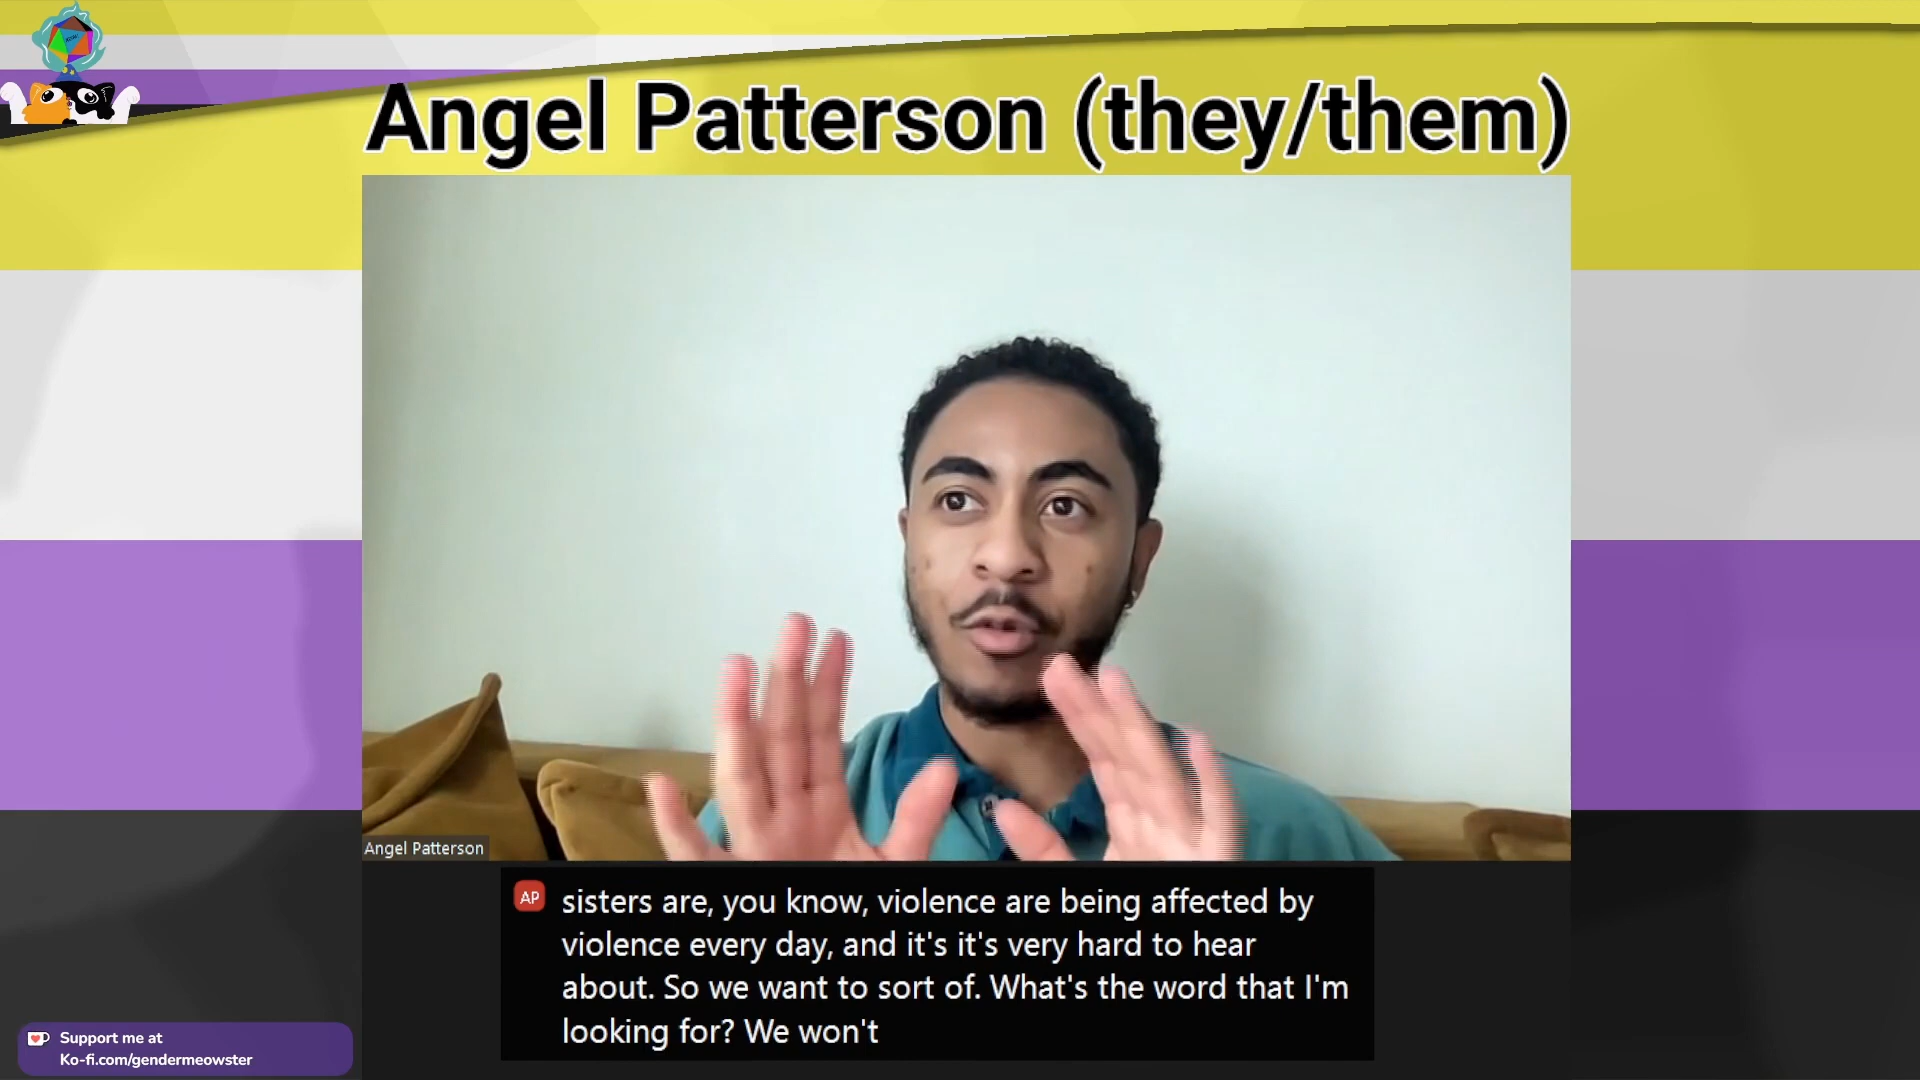 Angel Patterson (they/them)
Angel Patterson
AP
sisters are, you know, violence are being affected by
violence every day, and it's it's very hard to hear
about. So we want to sort of. What's the word that I'm
looking for? We won't
Support me at
Ko-fi.com/gendermeowster